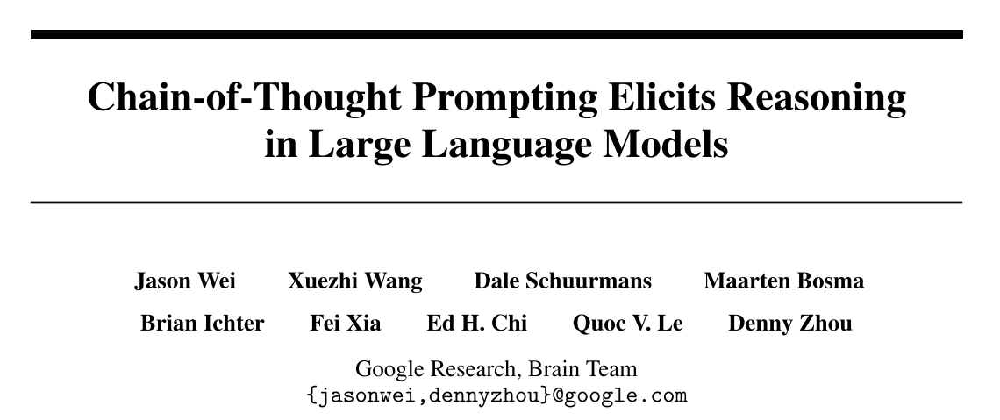 Chain-of-Thought Prompting Elicits Reasoning
in Large Language Models
Jason Wei Xuezhi Wang Dale Schuurmans Maarten Bosma
Brian Ichter Fei Xia Ed H. Chi Quoc V. Le Denny Zhou
Google Research, Brain Team
{jasonwei,dennyzhou}@google.com